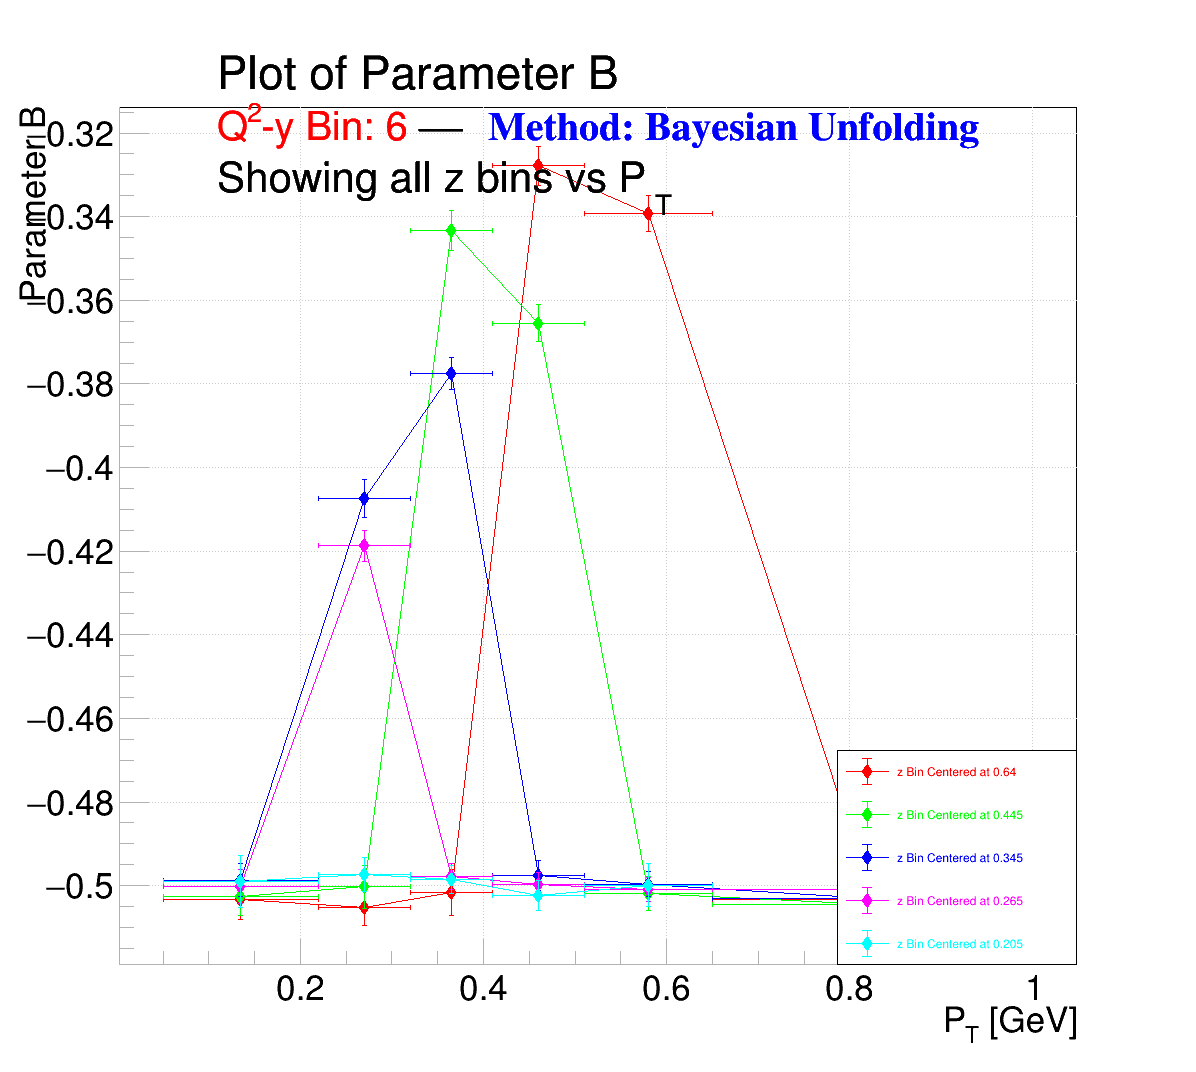 Plot of Parameter B
Q2-y Bin: 6 — Method: Bayesian Unfolding
Showing all z bins vs PT
Parameter B
−0.32
−0.34
−0.36
−0.38
−0.4
−0.42
−0.44
−0.46
−0.48
−0.5
z Bin Centered at 0.64
z Bin Centered at 0.445
z Bin Centered at 0.345
z Bin Centered at 0.265
z Bin Centered at 0.205
0.2 0.4 0.6 0.8 1
PT [GeV]